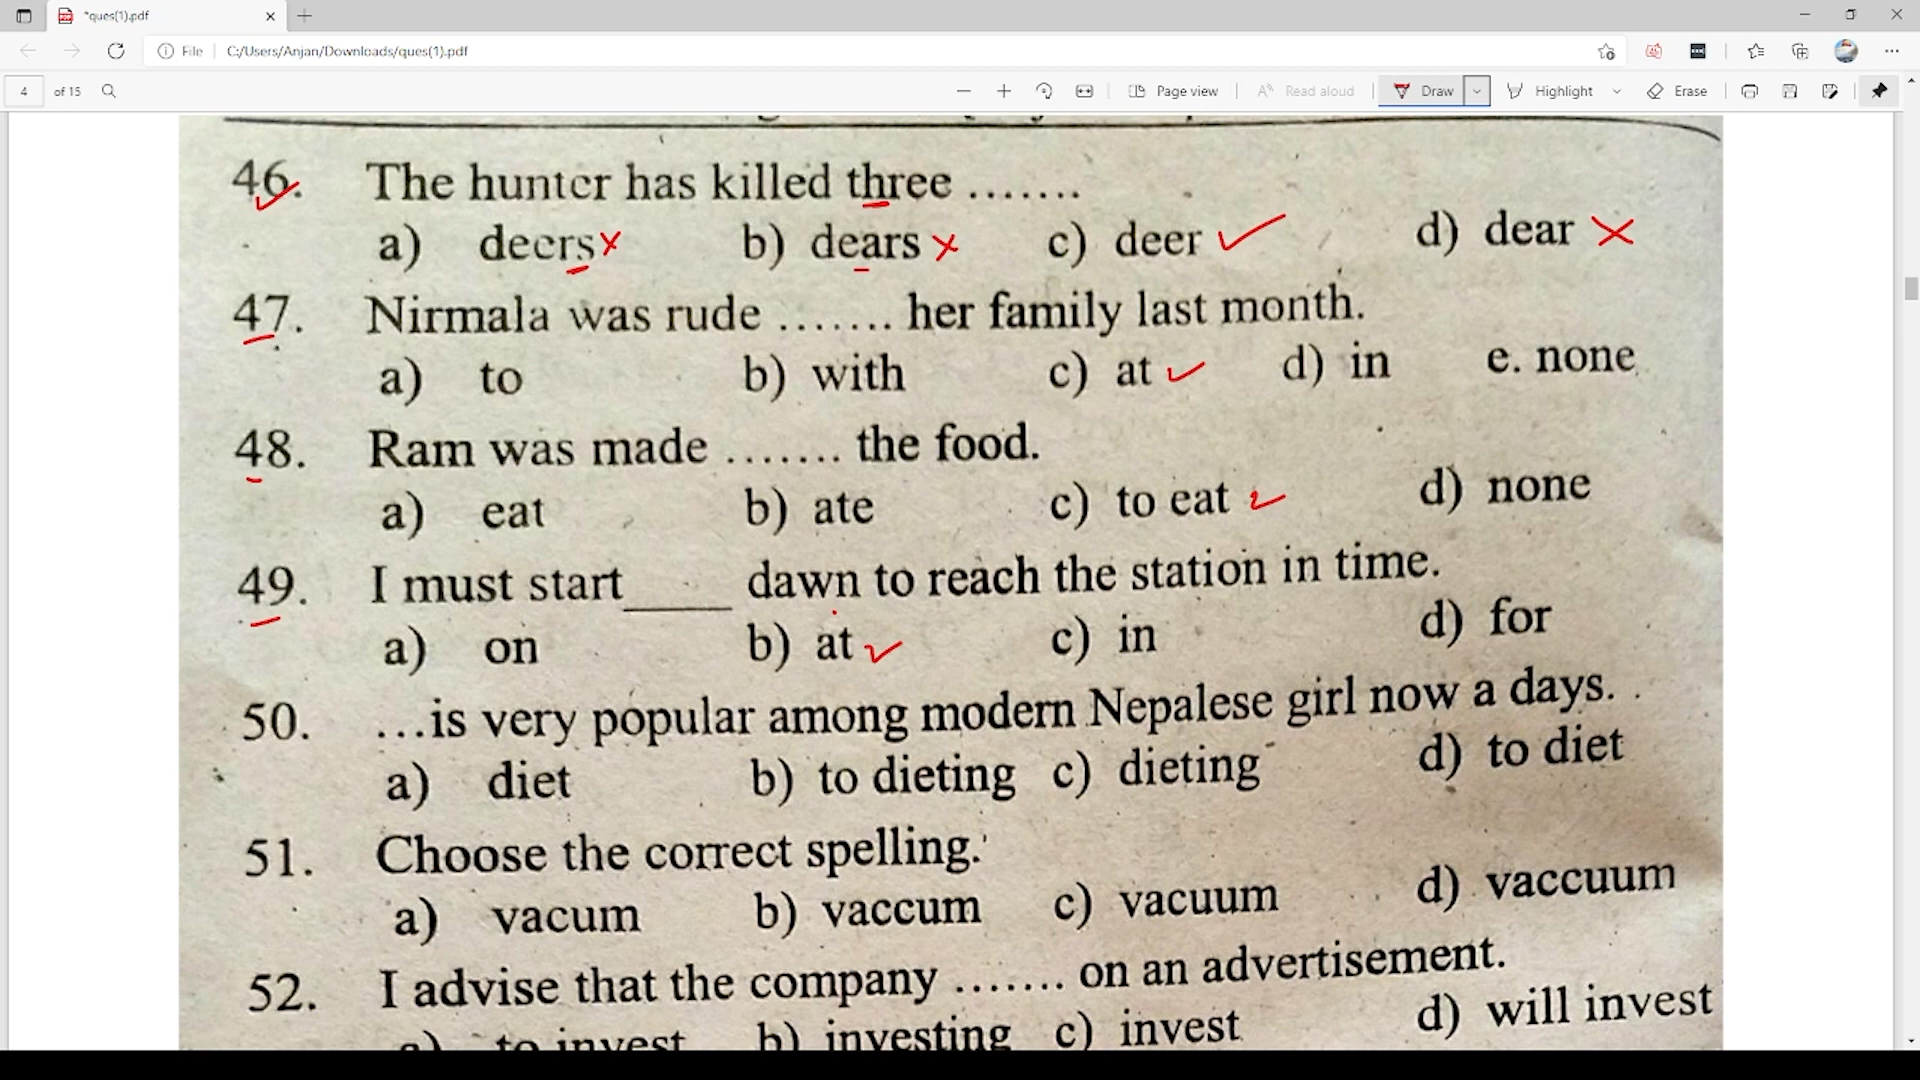 *ques(1).pdf
File C:/Users/Anjan/Downloads/ques(1).pdf
4 of 15 Page view Read aloud Draw Highlight Erase
46. The hunter has killed three .......
a) deers b) dears c) deer d) dear
47. Nirmala was rude ....... her family last month.
a) to b) with c) at d) in e. none
48. Ram was made ....... the food.
a) eat b) ate c) to eat d) none
49. I must start____ dawn to reach the station in time.
a) on b) at c) in d) for
50. ...is very popular among modern Nepalese girl now a days.
a) diet b) to dieting c) dieting d) to diet
51. Choose the correct spelling.
a) vacum b) vaccum c) vacuum d) vaccuum
52. I advise that the company ....... on an advertisement.
a) to invest b) investing c) invest d) will invest